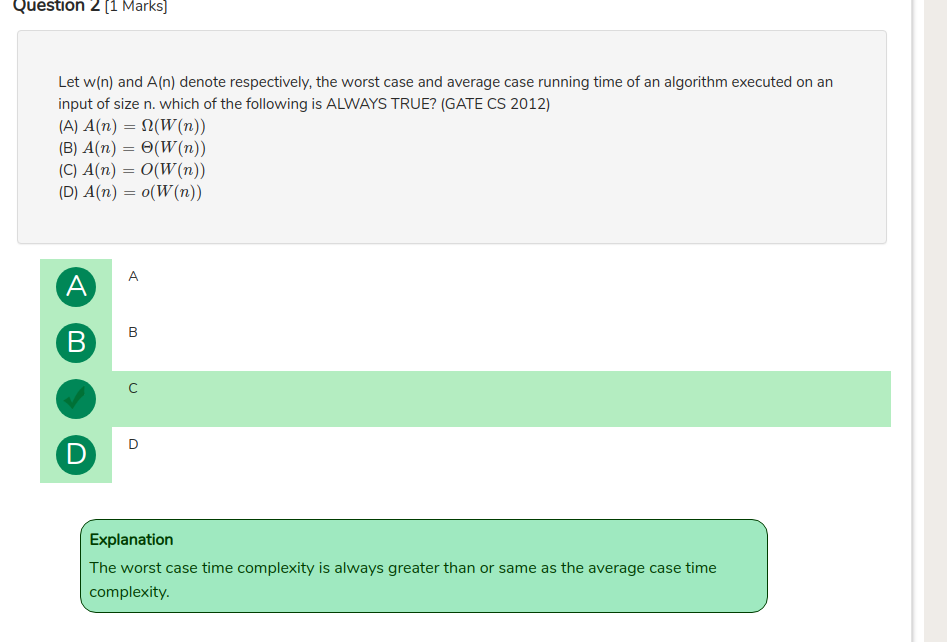 Question 2 [1 Marks]
Let w(n) and A(n) denote respectively, the worst case and average case running time of an algorithm executed on an
input of size n. which of the following is ALWAYS TRUE? (GATE CS 2012)
(A) A(n) = Ω(W(n))
(B) A(n) = Θ(W(n))
(C) A(n) = O(W(n))
(D) A(n) = o(W(n))
A A
B B
C
D D
Explanation
The worst case time complexity is always greater than or same as the average case time
complexity.